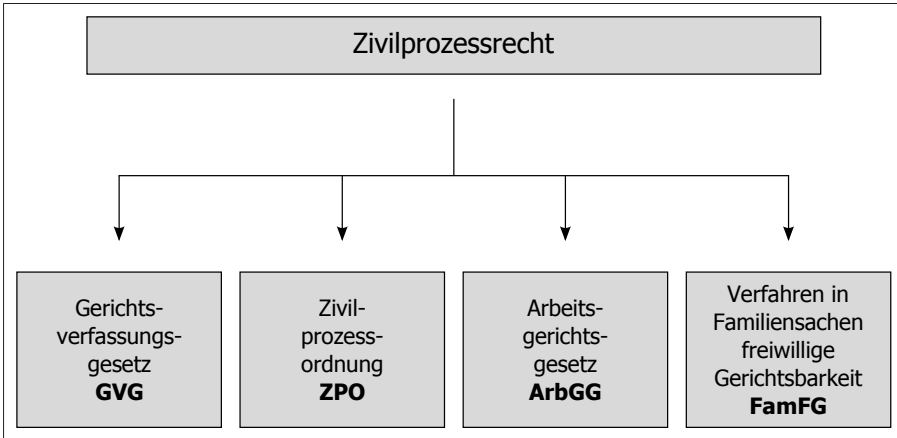 Zivilprozessrecht
Gerichts-
verfassungs-
gesetz
GVG
Zivil-
prozess-
ordnung
ZPO
Arbeits-
gerichts-
gesetz
ArbGG
Verfahren in
Familiensachen
freiwillige
Gerichtsbarkeit
FamFG